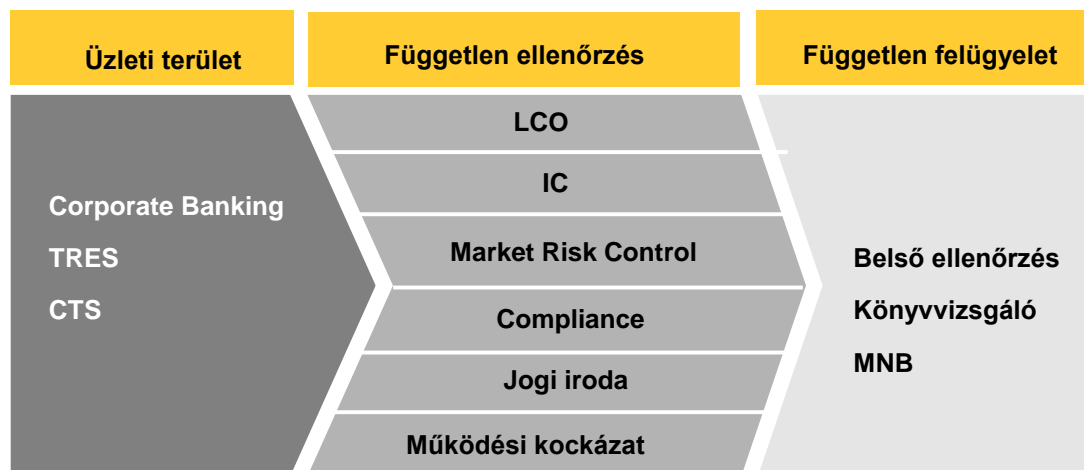 Üzleti terület
Független ellenőrzés
Független felügyelet
Corporate Banking
TRES
CTS
LCO
IC
Market Risk Control
Compliance
Jogi iroda
Működési kockázat
Belső ellenőrzés
Könyvvizsgáló
MNB